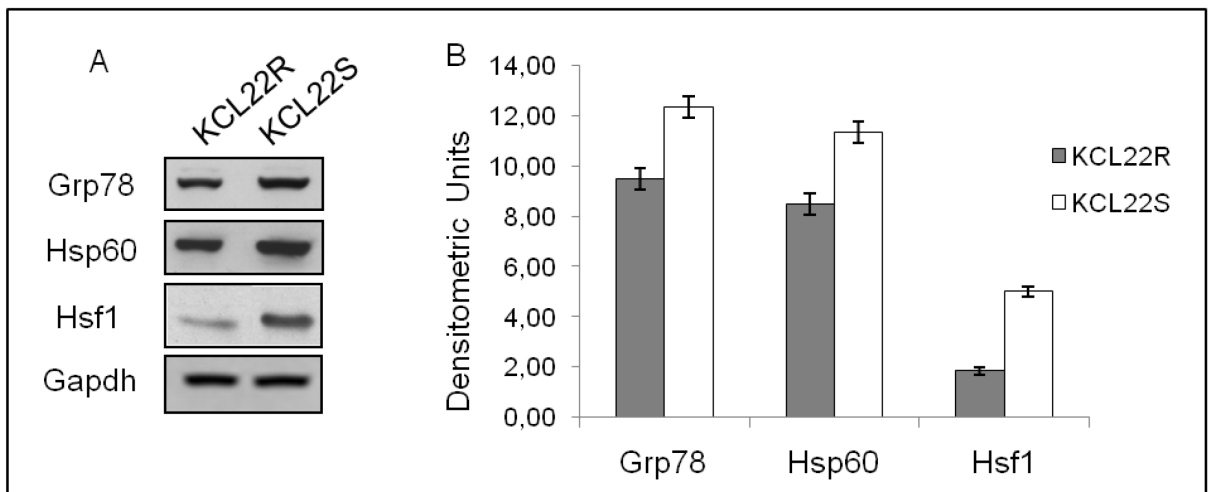 A
KCL22R
KCL22S
Grp78
Hsp60
Hsf1
Gapdh
B
Densitometric Units
14,00
12,00
10,00
8,00
6,00
4,00
2,00
0,00
Grp78
Hsp60
Hsf1
KCL22R
KCL22S